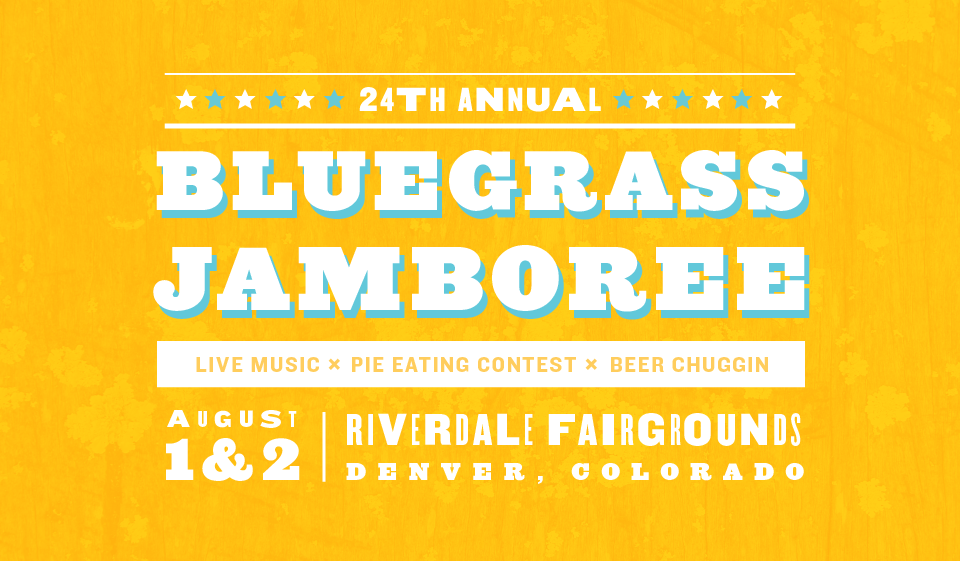 24TH ANNUAL
BLUEGRASS
JAMBOREE
LIVE MUSIC × PIE EATING CONTEST × BEER CHUGGIN
AUGUST
1&2
RIVERDALE FAIRGROUNDS
DENVER, COLORADO